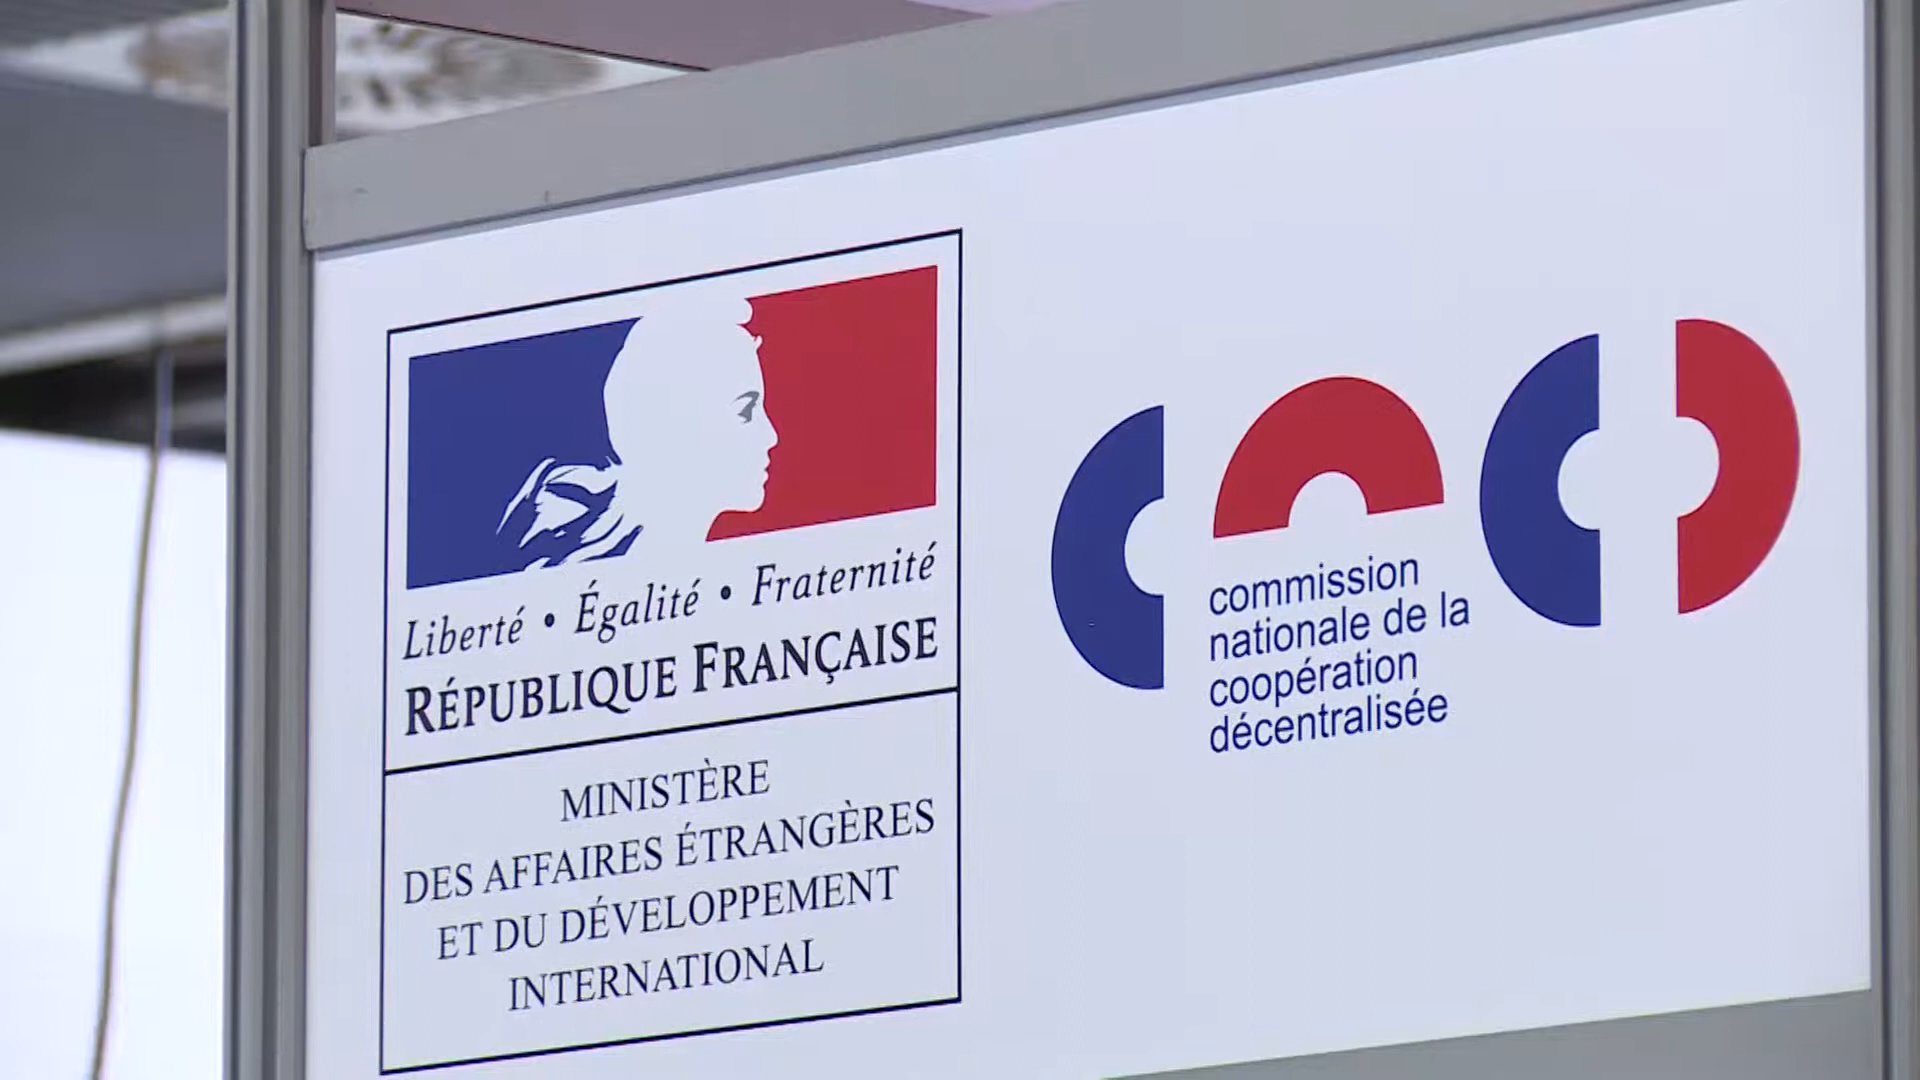 Liberté • Égalité • Fraternité
RÉPUBLIQUE FRANÇAISE
MINISTÈRE
DES AFFAIRES ÉTRANGÈRES
ET DU DÉVELOPPEMENT
INTERNATIONAL
commission
nationale de la
coopération
décentralisée